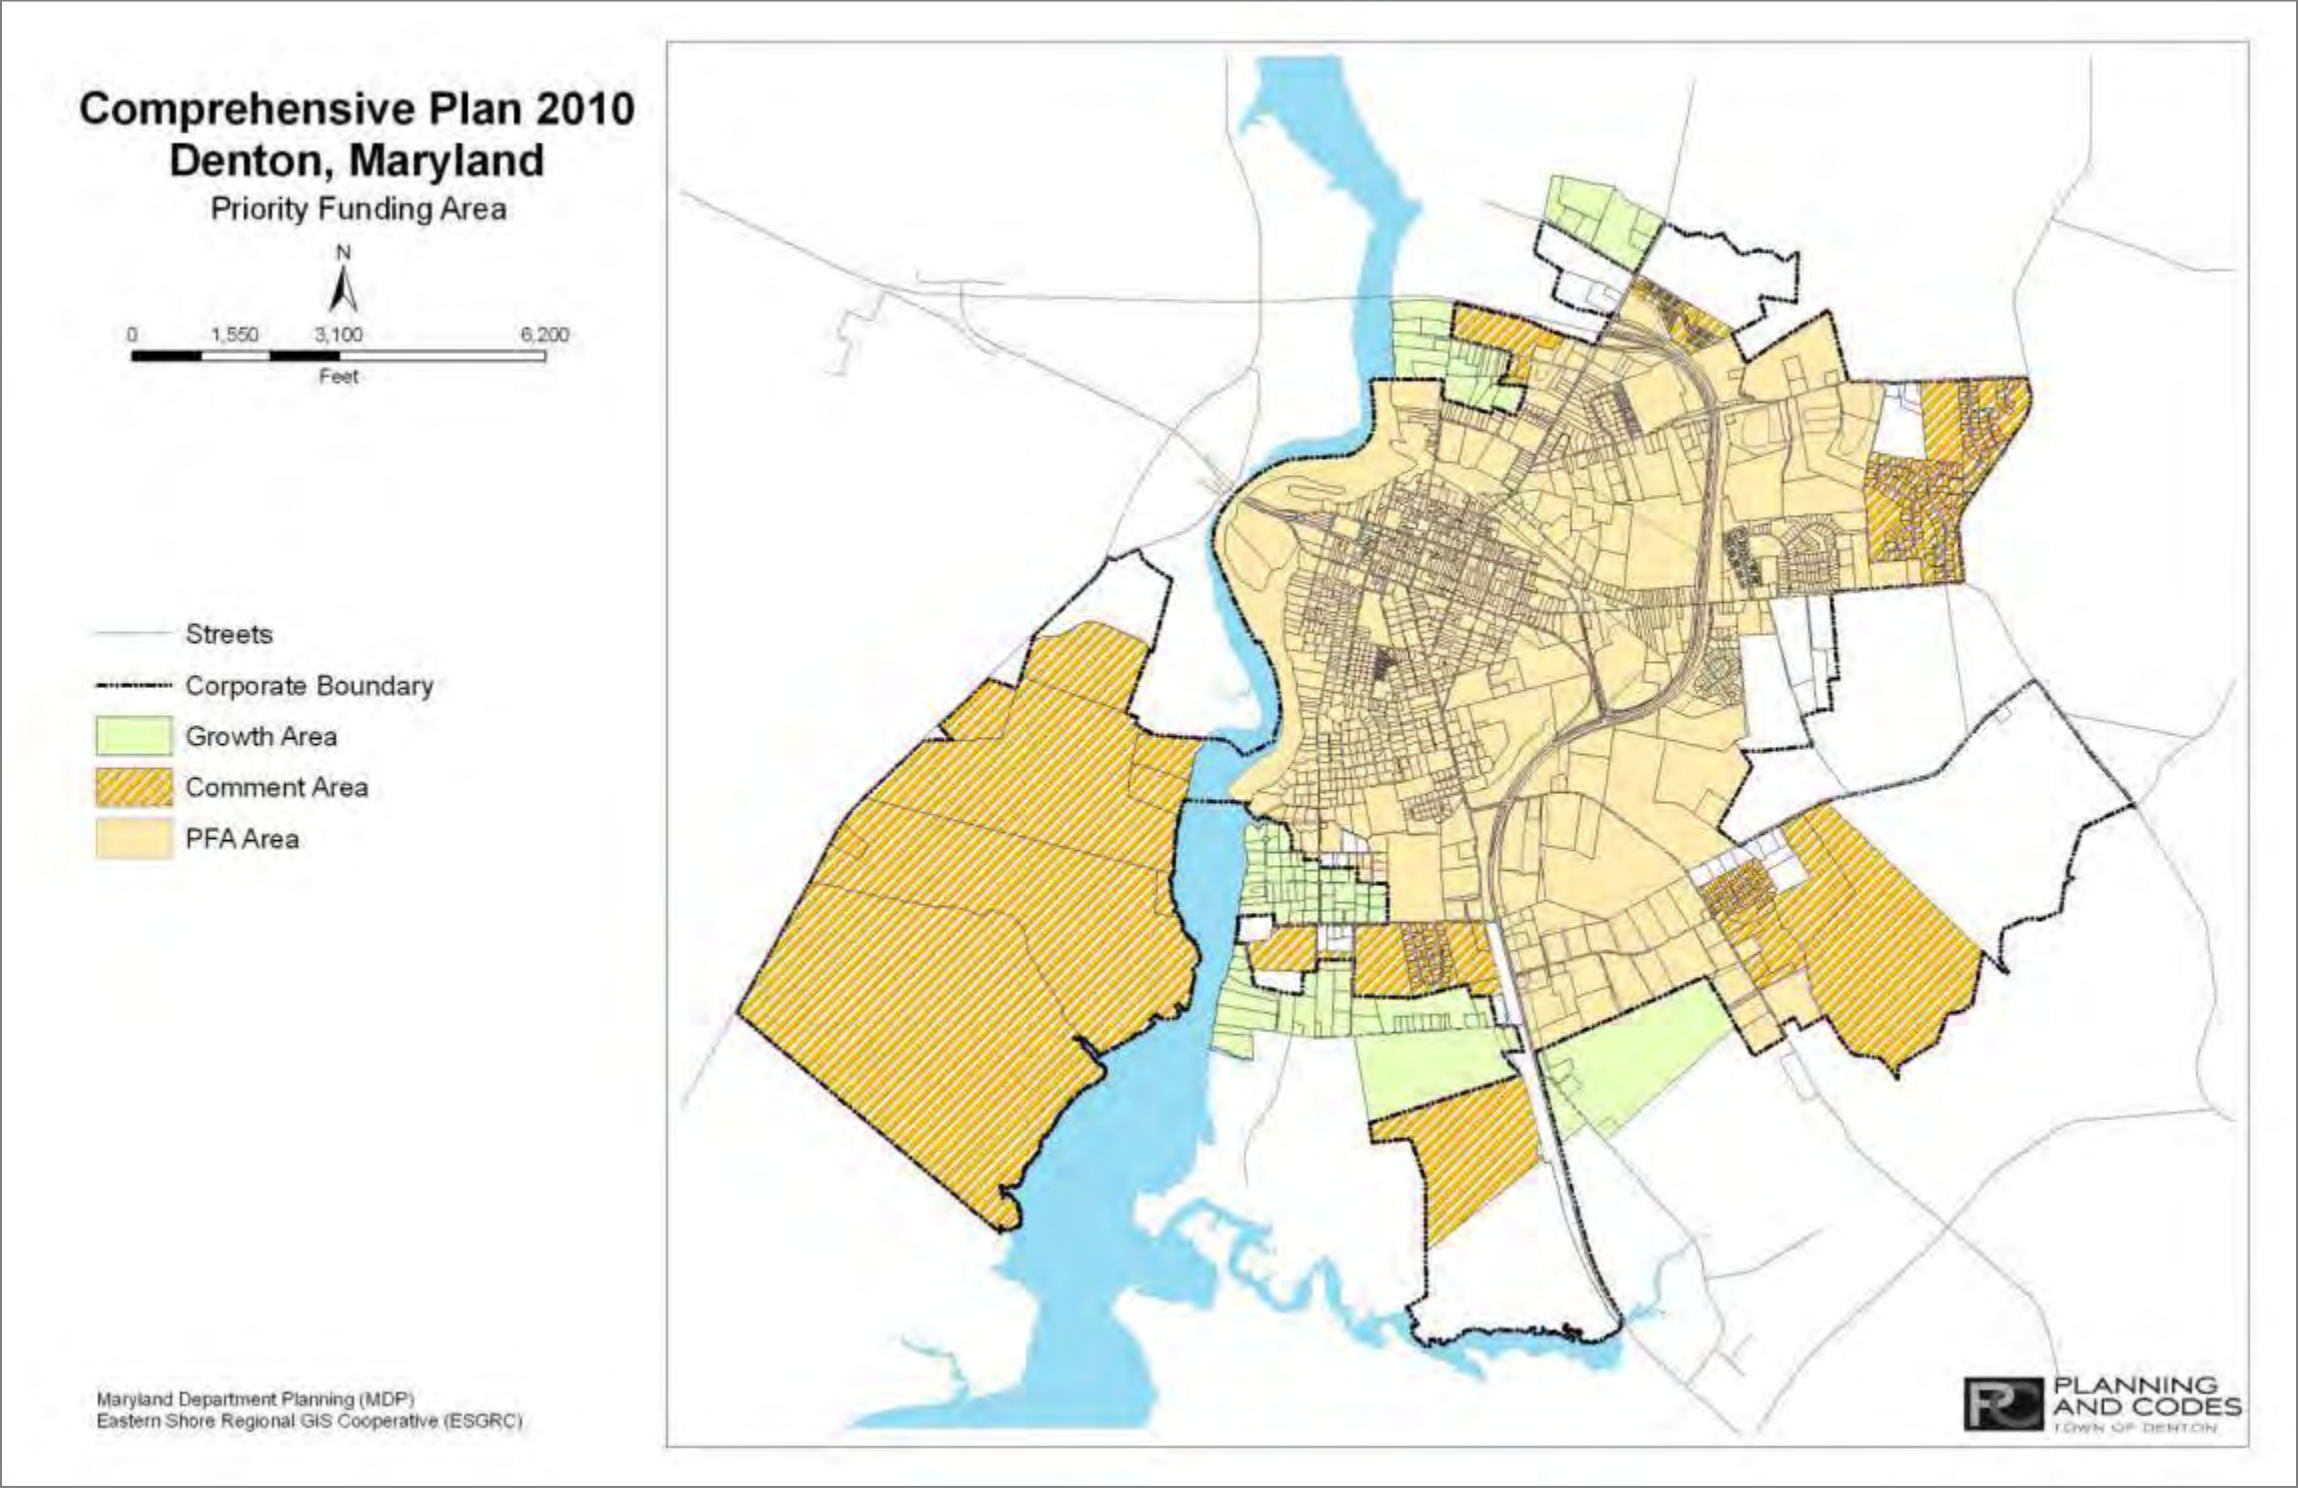 Comprehensive Plan 2010
Denton, Maryland
Priority Funding Area
N
0 1,550 3,100 6,200
Feet
Streets
Corporate Boundary
Growth Area
Comment Area
PFA Area
Maryland Department Planning (MDP)
Eastern Shore Regional GIS Cooperative (ESGRC)
PC
PLANNING
AND CODES
TOWN OF DENTON